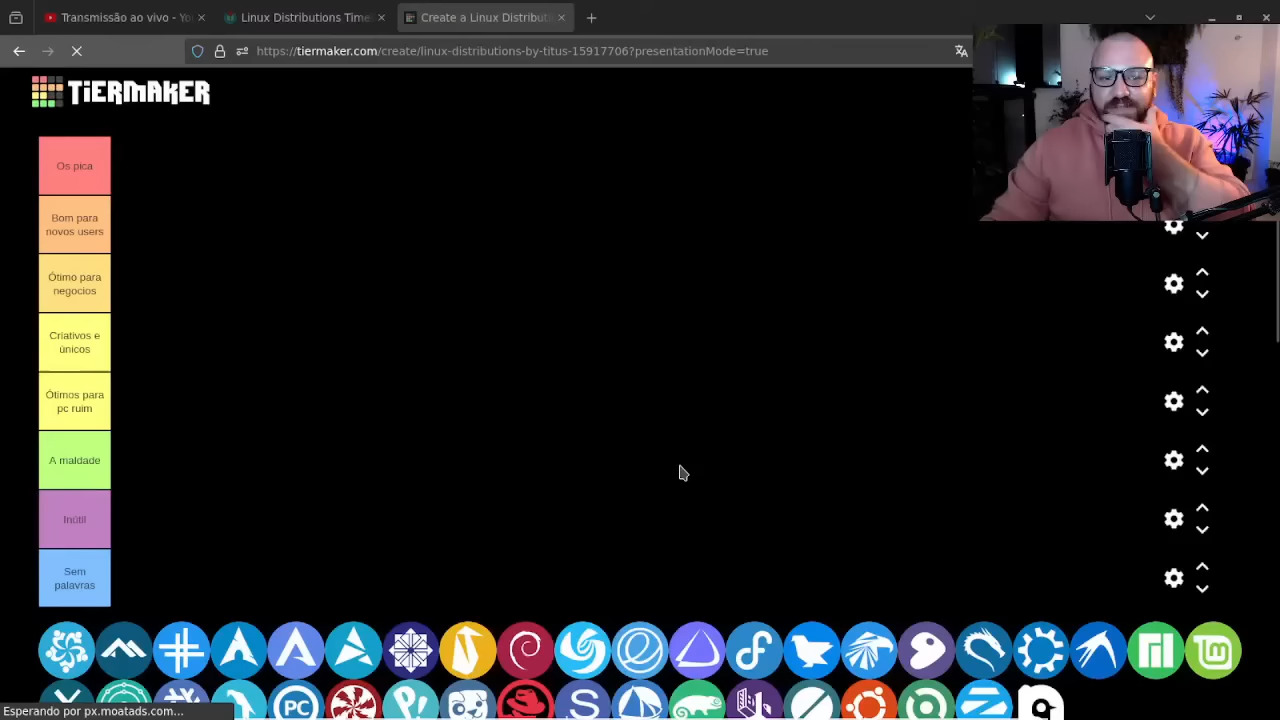 Transmissão ao vivo - Yo
Linux Distributions Time
Create a Linux Distributi
https://tiermaker.com/create/linux-distributions-by-titus-15917706?presentationMode=true
TiERMAKER
Os pica
Bom para
novos users
Ótimo para
negocios
Criativos e
únicos
Ótimos para
pc ruim
A maldade
Inútil
Sem
palavras
PC
Esperando por px.moatads.com...